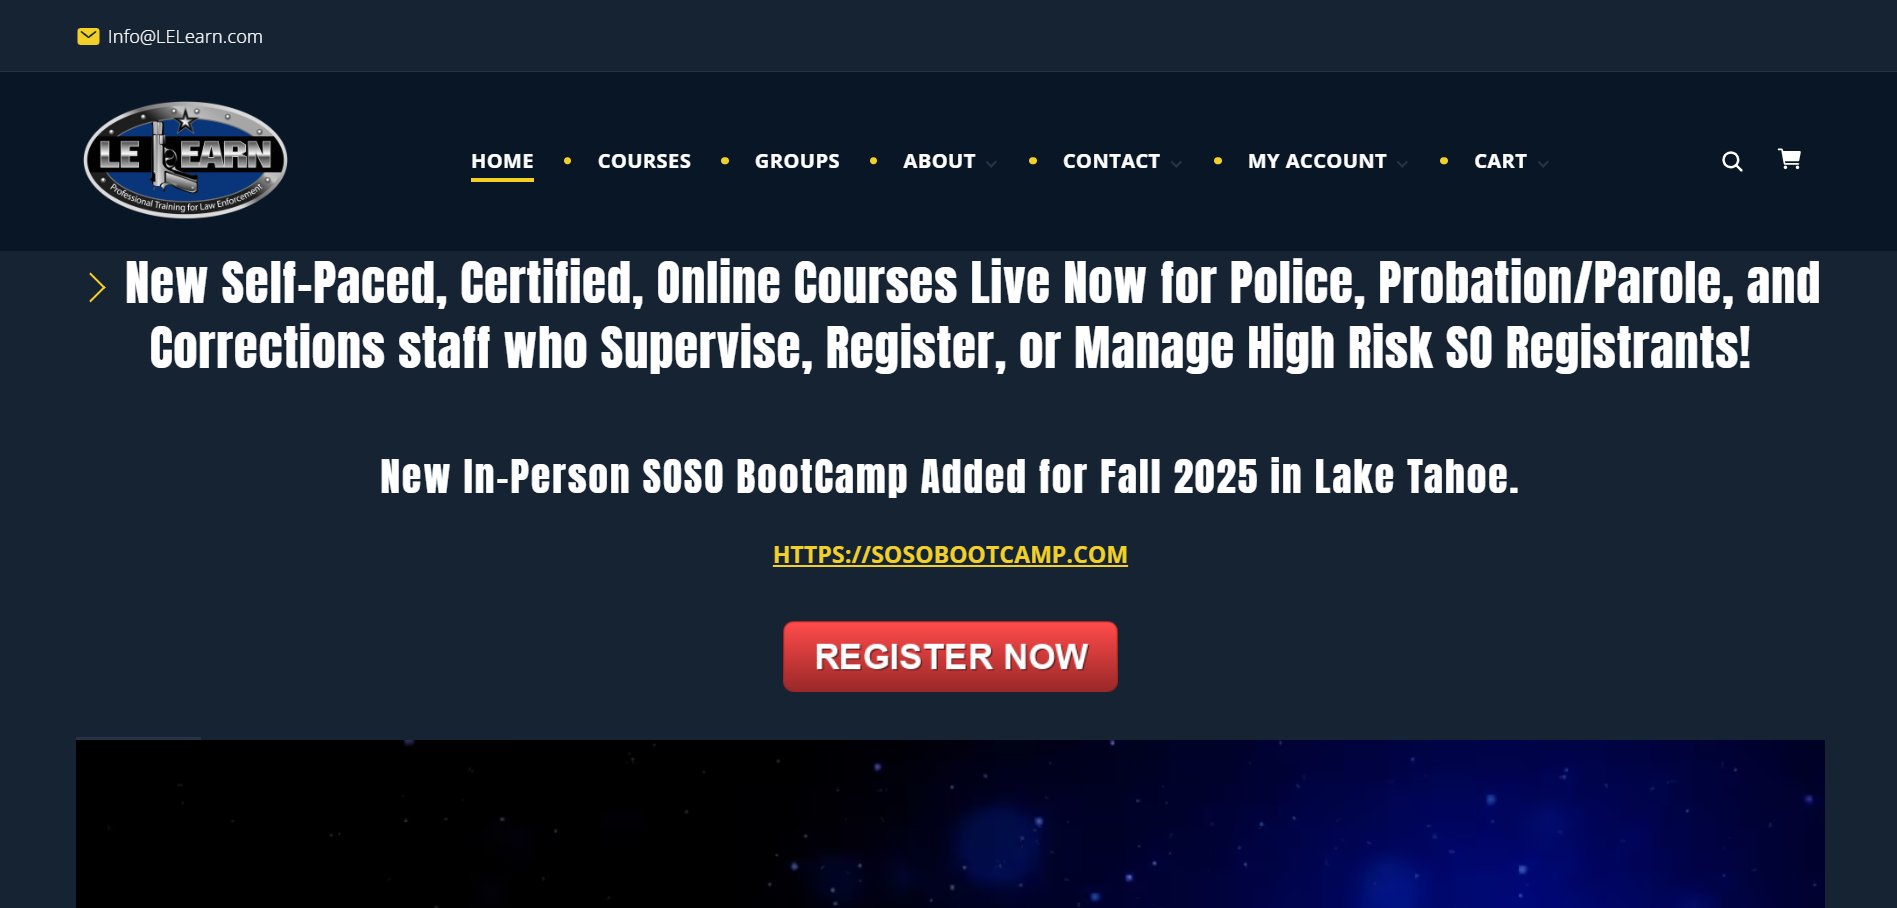 Info@LELearn.com
LE LEARN
Professional Training for Law Enforcement
HOME
COURSES
GROUPS
ABOUT
CONTACT
MY ACCOUNT
CART
New Self-Paced, Certified, Online Courses Live Now for Police, Probation/Parole, and
Corrections staff who Supervise, Register, or Manage High Risk SO Registrants!
New In-Person SOSO BootCamp Added for Fall 2025 in Lake Tahoe.
HTTPS://SOSOBOOTCAMP.COM
REGISTER NOW